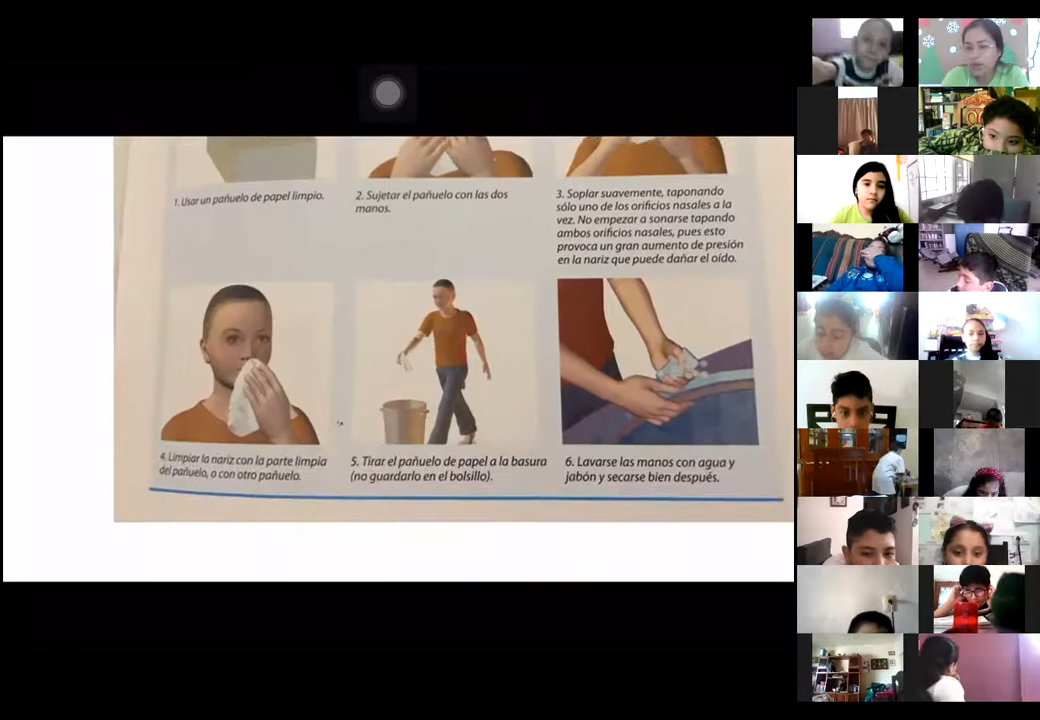 1. Usar un pañuelo de papel limpio.
2. Sujetar el pañuelo con las dos
manos.
3. Soplar suavemente, taponando
sólo uno de los orificios nasales a la
vez. No empezar a sonarse tapando
ambos orificios nasales, pues esto
provoca un gran aumento de presión
en la nariz que puede dañar el oído.
4. Limpiar la nariz con la parte limpia
del pañuelo, o con otro pañuelo.
5. Tirar el pañuelo de papel a la basura
(no guardarlo en el bolsillo).
6. Lavarse las manos con agua y
jabón y secarse bien después.